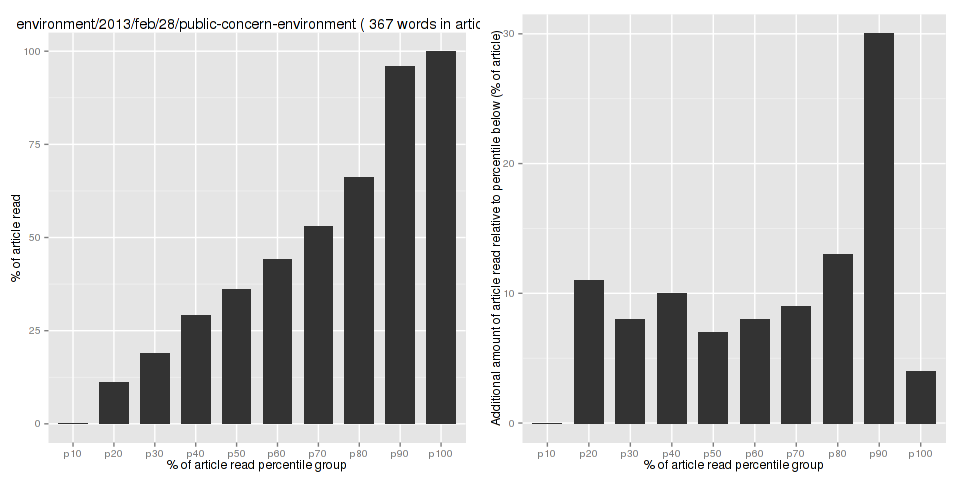 environment/2013/feb/28/public-concern-environment ( 367 words in artic
% of article read
100
75
50
25
0
p10 p20 p30 p40 p50 p60 p70 p80 p90 p100
% of article read percentile group
Additional amount of article read relative to percentile below (% of article)
30
20
10
0
p10 p20 p30 p40 p50 p60 p70 p80 p90 p100
% of article read percentile group